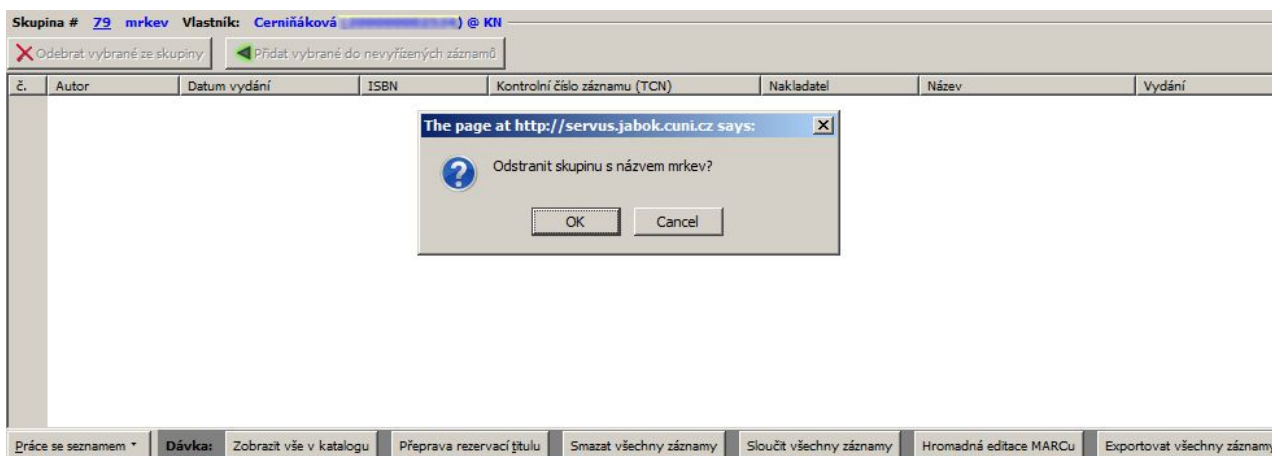 Skupina # 79 mrkev Vlastník: Cerniňáková ) @ KN
Odebrat vybrané ze skupiny Přidat vybrané do nevyřízených záznamů
č. Autor Datum vydání ISBN Kontrolní číslo záznamu (TCN) Nakladatel Název Vydání
The page at http://servus.jabok.cuni.cz says:
Odstranit skupinu s názvem mrkev?
OK Cancel
Práce se seznamem Dávka: Zobrazit vše v katalogu Přeprava rezervací titulu Smazat všechny záznamy Sloučit všechny záznamy Hromadná editace MARCu Exportovat všechny záznamy